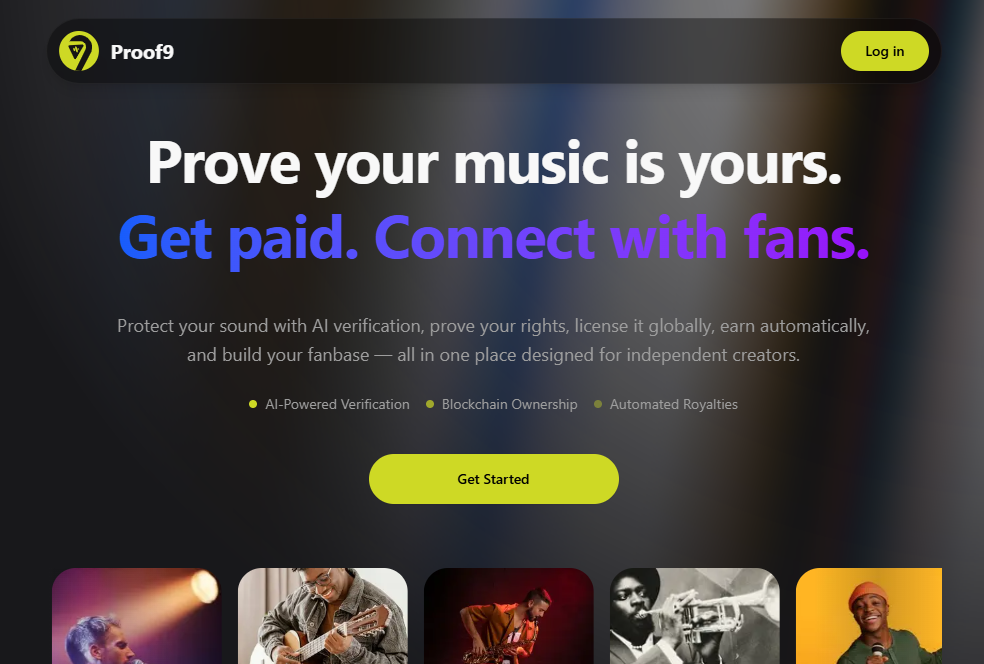 Proof9
Log in
Prove your music is yours.
Get paid. Connect with fans.
Protect your sound with AI verification, prove your rights, license it globally, earn automatically,
and build your fanbase — all in one place designed for independent creators.
AI-Powered Verification
Blockchain Ownership
Automated Royalties
Get Started